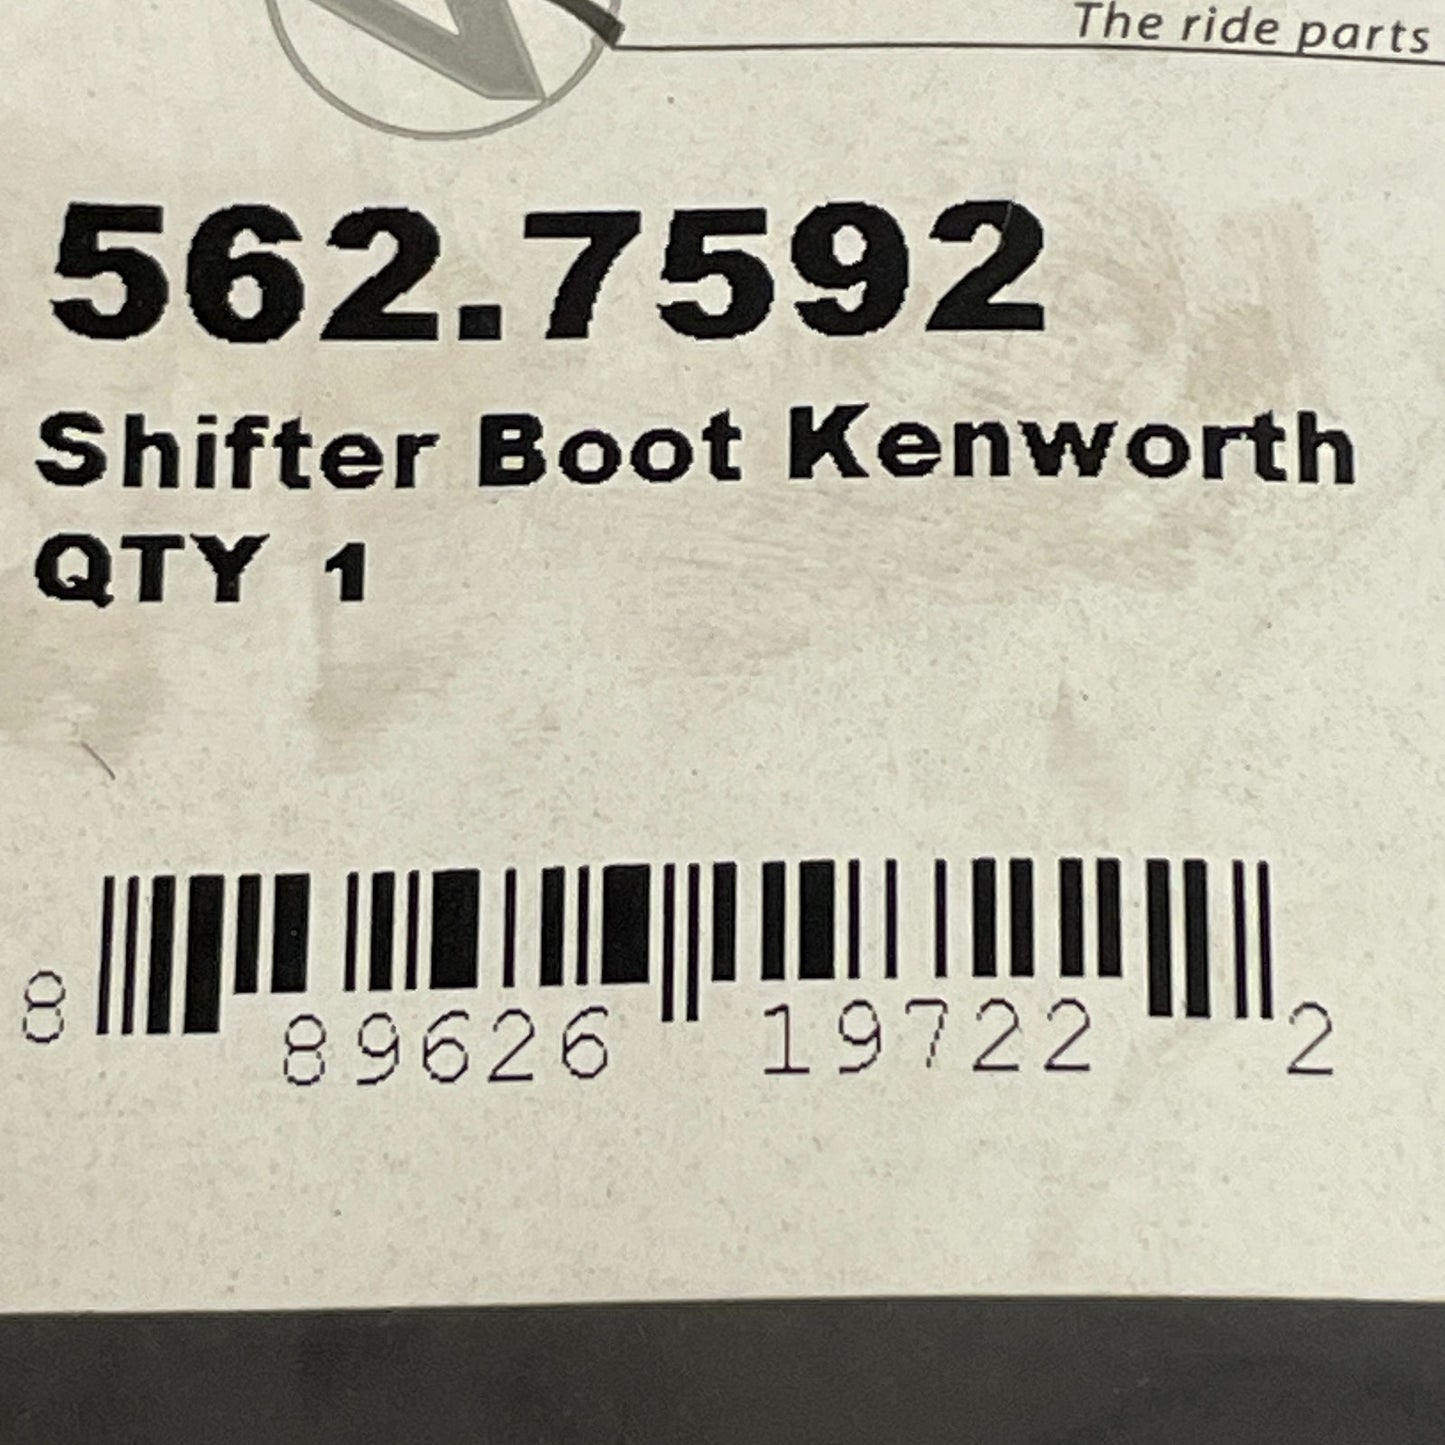 The ride parts
562.7592
Shifter Boot Kenworth
QTY 1
8 89626 19722 2